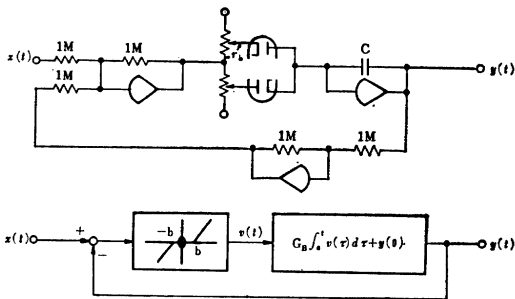 1M
1M
x(t)
1M
r_b
C
y(t)
1M
1M
x(t)
+
−
−b
b
v(t)
G_B∫_0^t v(τ)dτ+y(0)
y(t)